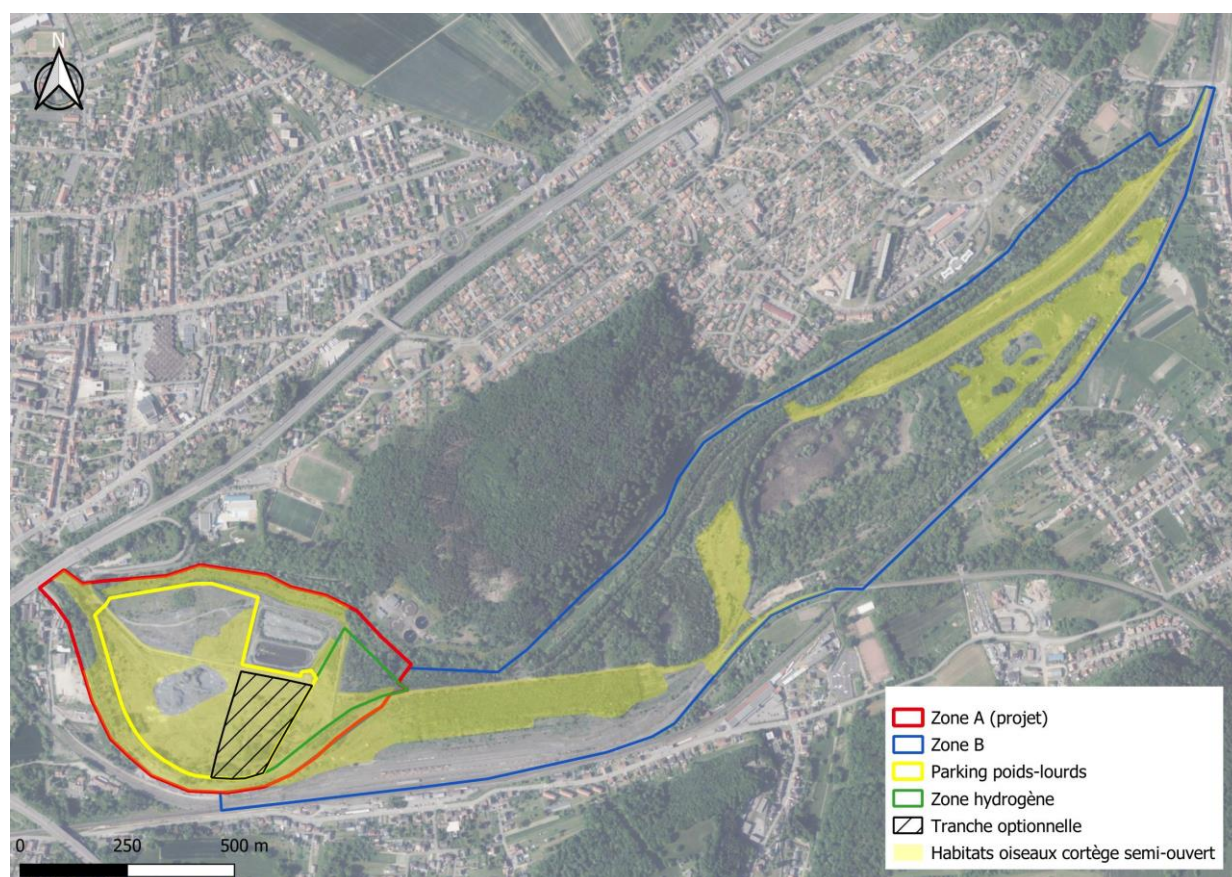 N
Zone A (projet)
Zone B
Parking poids-lourds
Zone hydrogène
Tranche optionnelle
Habitats oiseaux cortège semi-ouvert
0 250 500 m